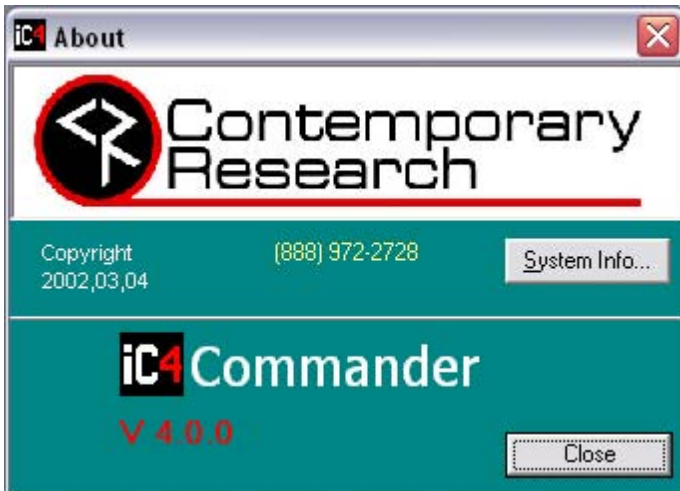 iC4 About
Contemporary
Research
Copyright
2002,03,04
(888) 972-2728
System Info...
iC4 Commander
V 4.0.0
Close